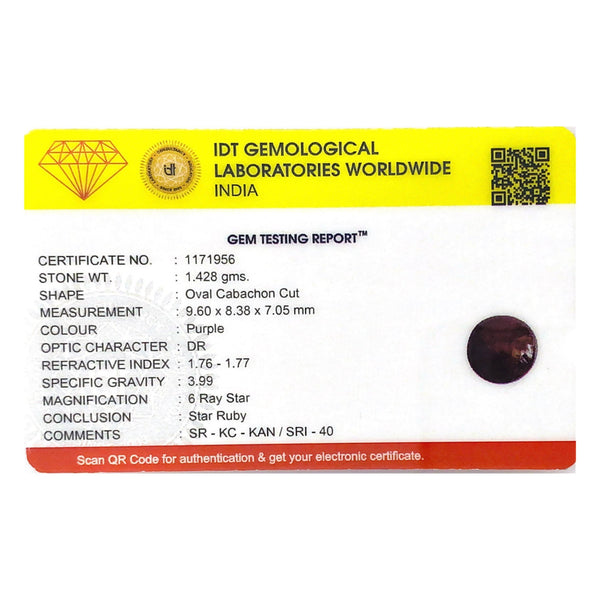 IDT GEMOLOGICAL
LABORATORIES WORLDWIDE
INDIA
GEM TESTING REPORT™
CERTIFICATE NO. : 1171956
STONE WT. : 1.428 gms.
SHAPE : Oval Cabachon Cut
MEASUREMENT : 9.60 x 8.38 x 7.05 mm
COLOUR : Purple
OPTIC CHARACTER : DR
REFRACTIVE INDEX : 1.76 - 1.77
SPECIFIC GRAVITY : 3.99
MAGNIFICATION : 6 Ray Star
CONCLUSION : Star Ruby
COMMENTS : SR - KC - KAN / SRI - 40
Scan QR Code for authentication & get your electronic certificate.